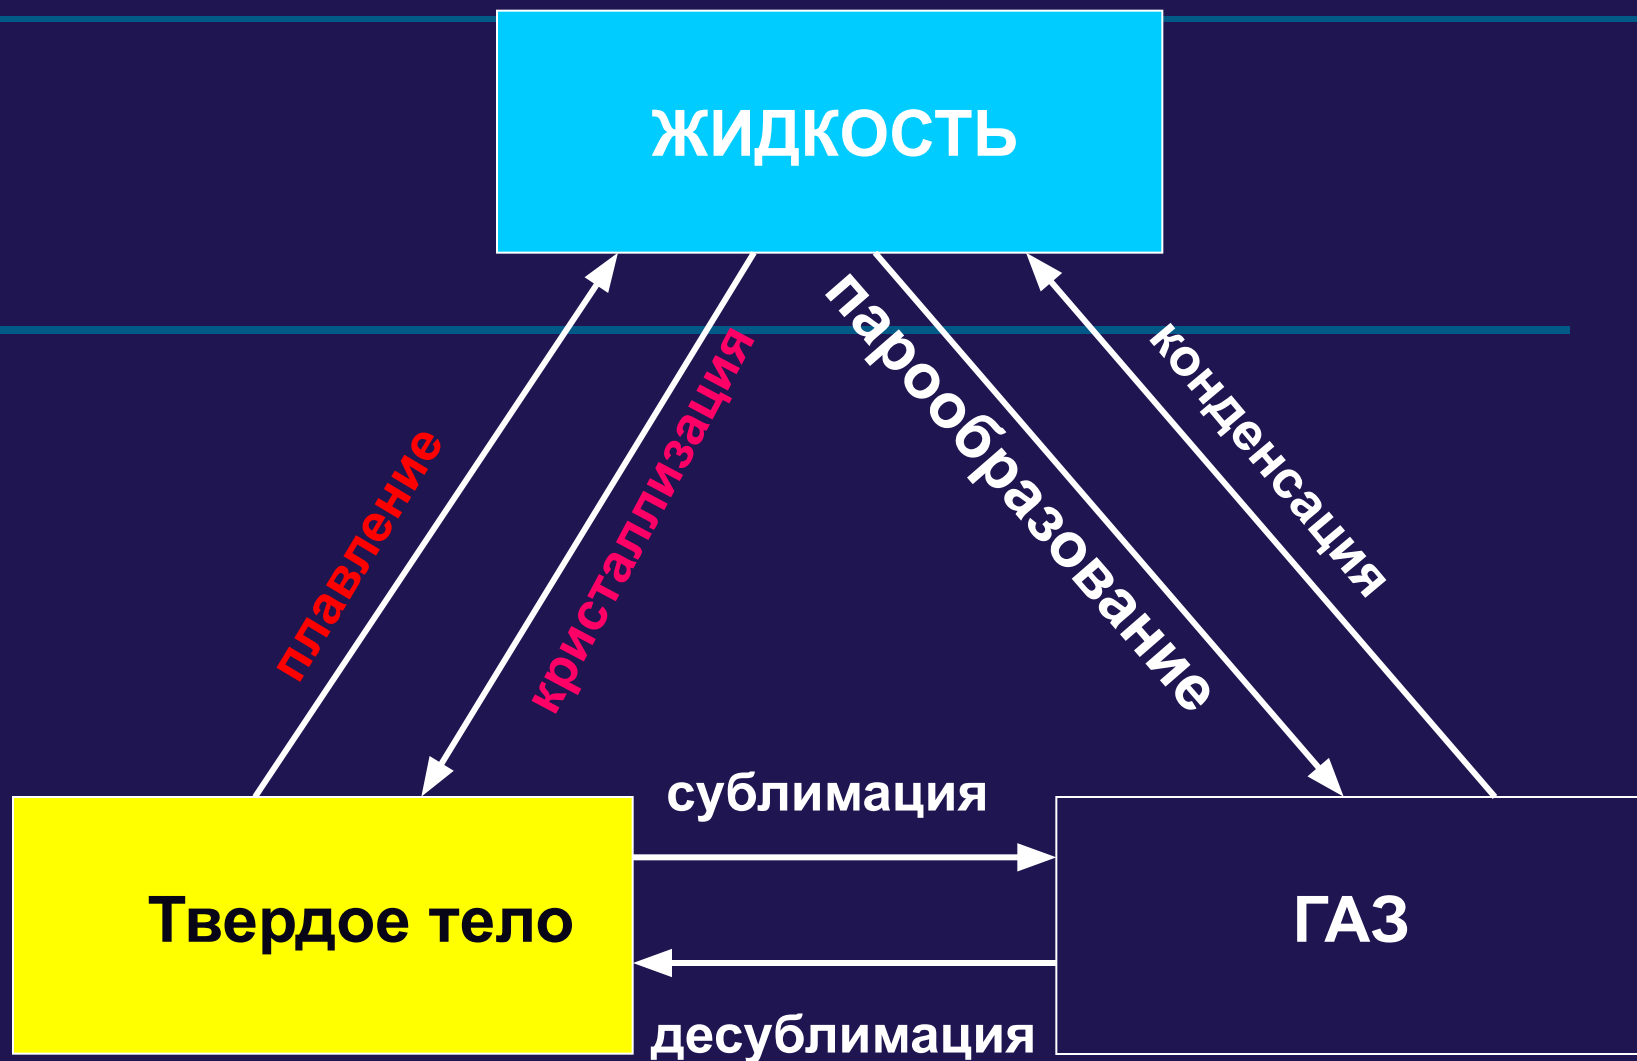 ЖИДКОСТЬ
плавление
кристаллизация
парообразование
конденсация
сублимация
Твердое тело
ГАЗ
десублимация